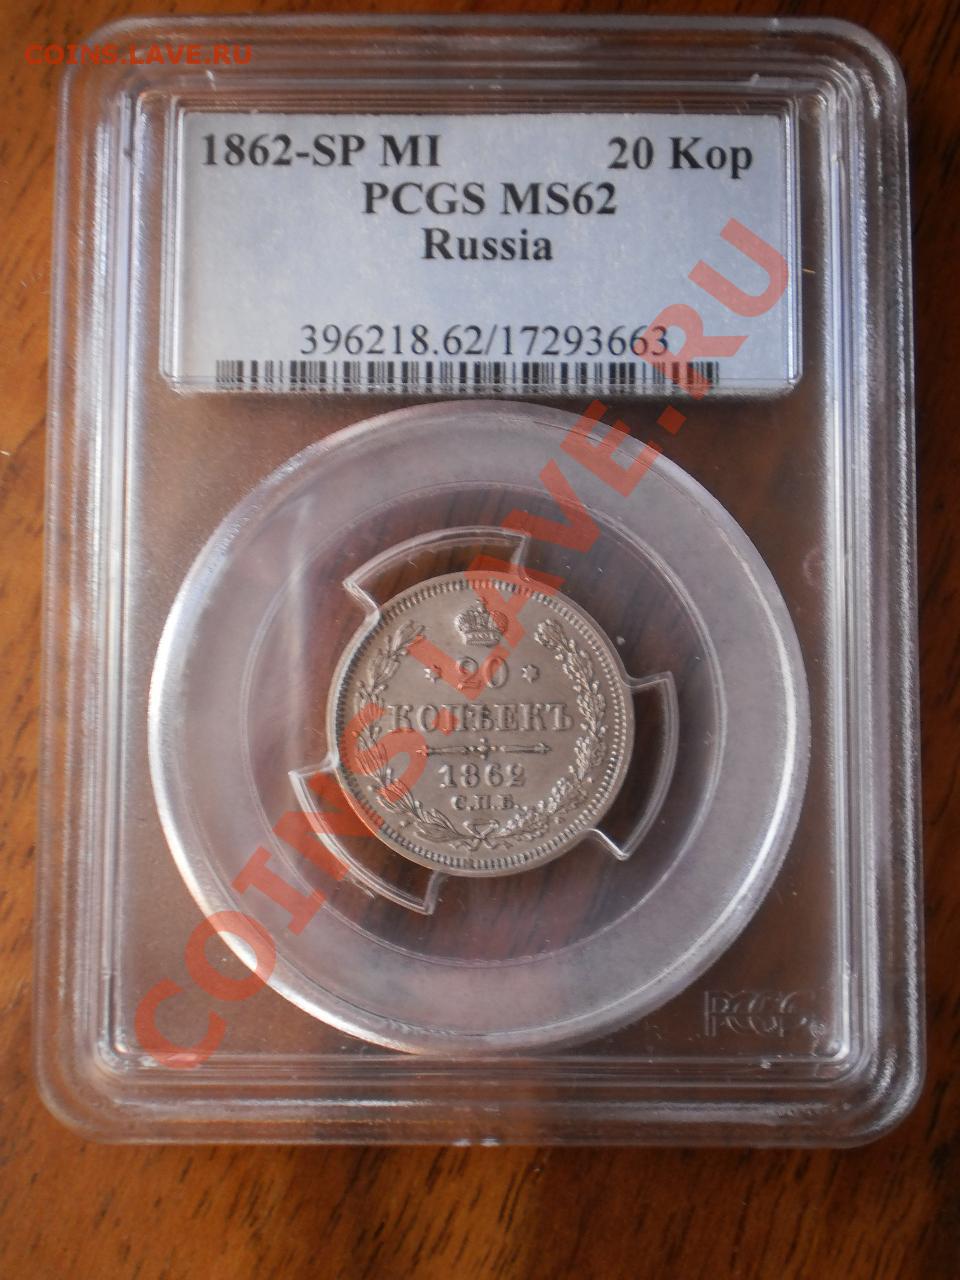 COINS.LAVE.RU
1862-SP MI 20 Kop
PCGS MS62
Russia
396218.62/17293663
COINS.LAVE.RU
20
КОПѢЕКЪ
1862
С.П.Б.
PCGS